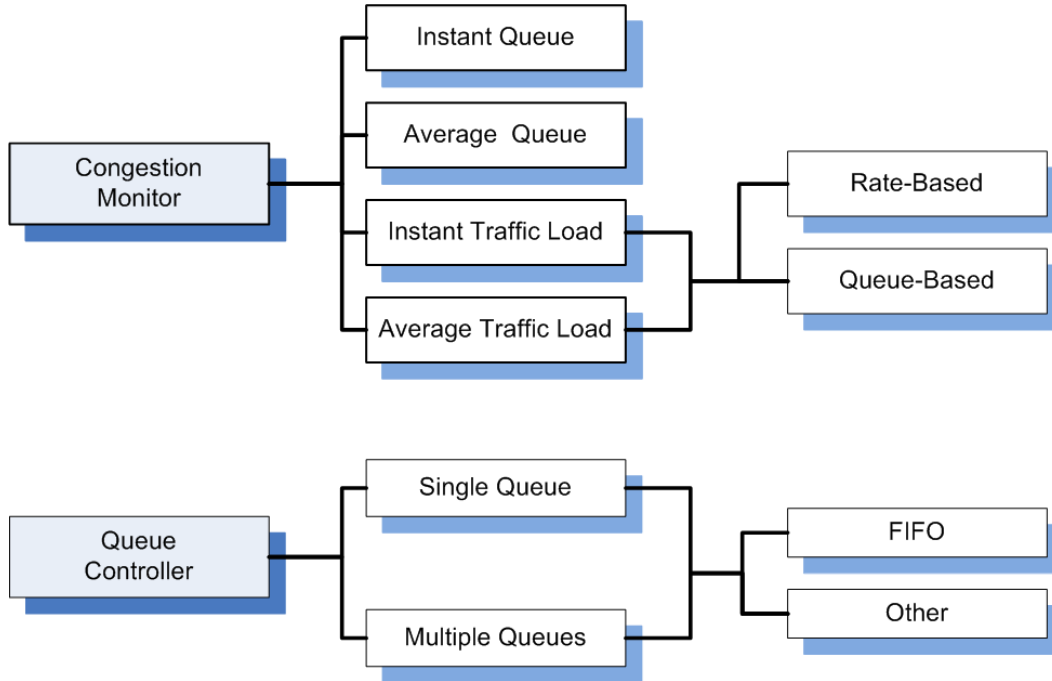 Instant Queue
Average Queue
Congestion
Monitor
Instant Traffic Load
Average Traffic Load
Rate-Based
Queue-Based
Single Queue
Queue
Controller
Multiple Queues
FIFO
Other